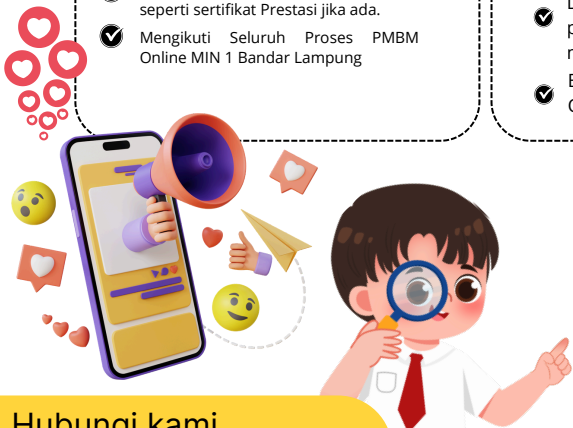 seperti sertifikat Prestasi jika ada.
Mengikuti Seluruh Proses PMBM
Online MIN 1 Bandar Lampung
Hubungi kami